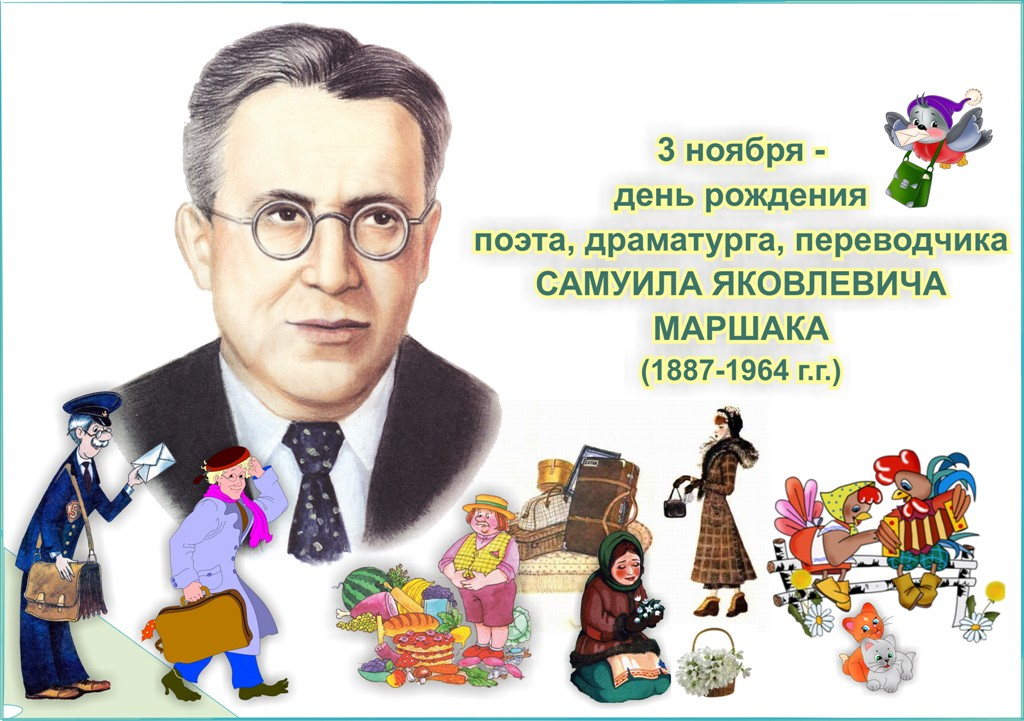 3 ноября -
день рождения
поэта, драматурга, переводчика
САМУИЛА ЯКОВЛЕВИЧА
МАРШАКА
(1887-1964 г.г.)